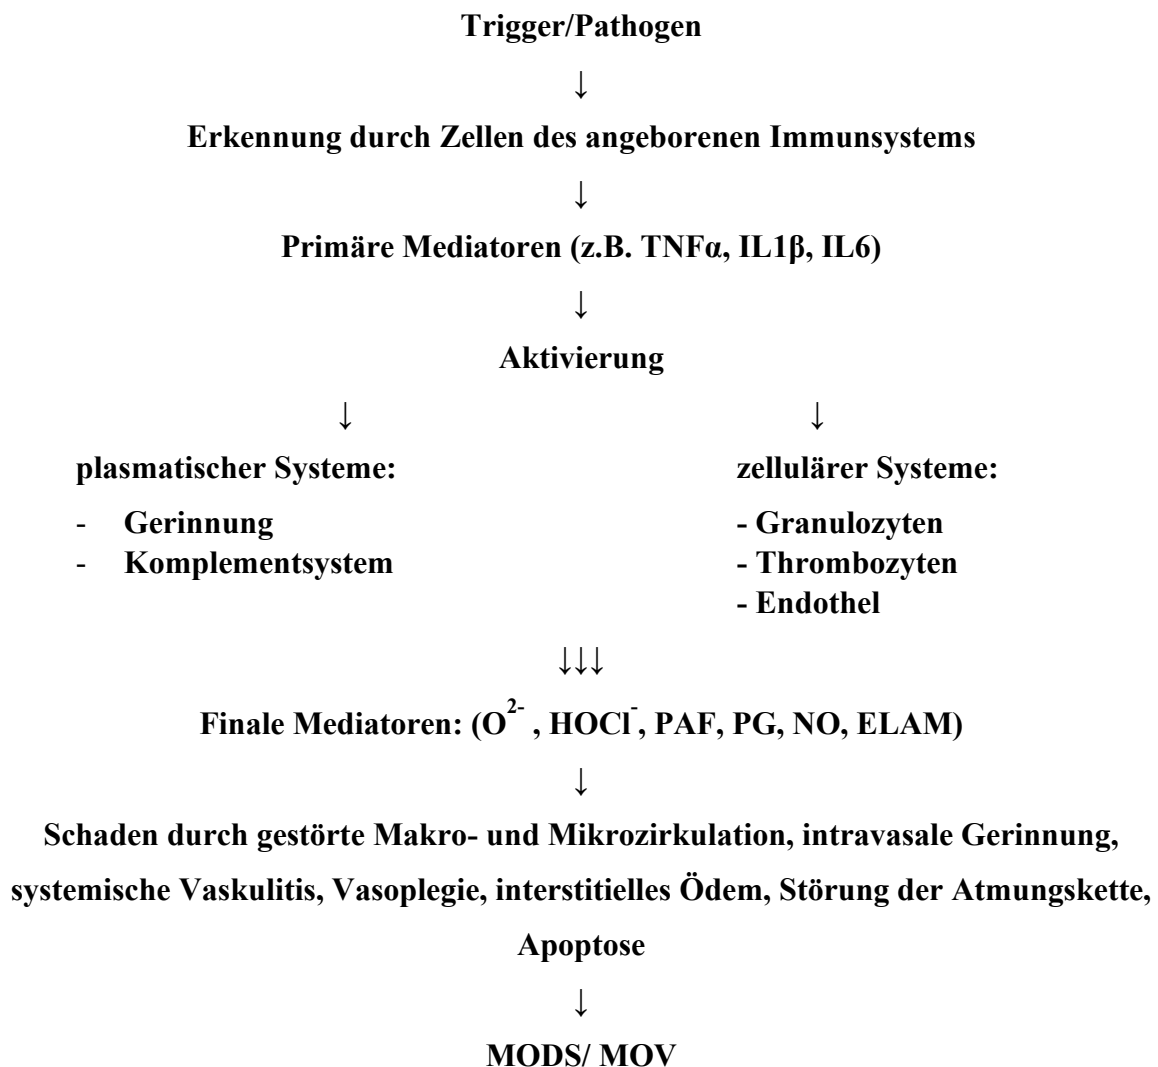 Trigger/Pathogen
↓
Erkennung durch Zellen des angeborenen Immunsystems
↓
Primäre Mediatoren (z.B. TNFα, IL1β, IL6)
↓
Aktivierung
↓ ↓
plasmatischer Systeme: zellulärer Systeme:
- Gerinnung - Granulozyten
- Komplementsystem - Thrombozyten
- Endothel
↓↓↓
Finale Mediatoren: (O²⁻ , HOCl⁻, PAF, PG, NO, ELAM)
↓
Schaden durch gestörte Makro- und Mikrozirkulation, intravasale Gerinnung,
systemische Vaskulitis, Vasoplegie, interstitielles Ödem, Störung der Atmungskette,
Apoptose
↓
MODS/ MOV